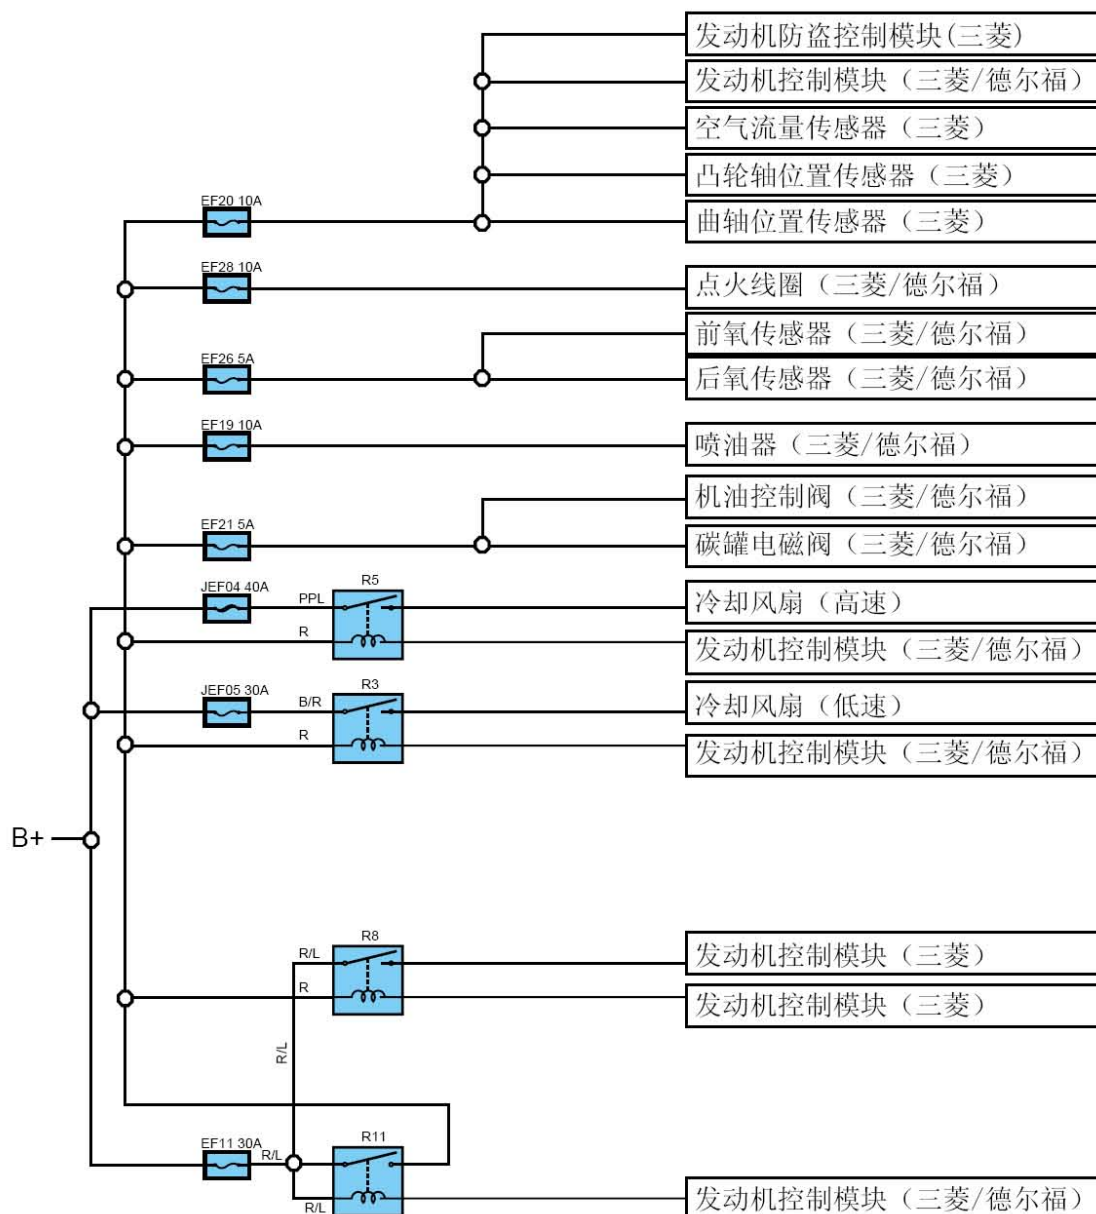 发动机防盗控制模块(三菱)
发动机控制模块（三菱/德尔福）
空气流量传感器（三菱）
凸轮轴位置传感器（三菱）
EF20 10A
曲轴位置传感器（三菱）
EF28 10A
点火线圈（三菱/德尔福）
前氧传感器（三菱/德尔福）
EF26 5A
后氧传感器（三菱/德尔福）
EF19 10A
喷油器（三菱/德尔福）
机油控制阀（三菱/德尔福）
EF21 5A
碳罐电磁阀（三菱/德尔福）
JEF04 40A
R5
PPL
冷却风扇（高速）
R
发动机控制模块（三菱/德尔福）
JEF05 30A
R3
B/R
冷却风扇（低速）
R
发动机控制模块（三菱/德尔福）
B+
R8
R/L
发动机控制模块（三菱）
R
发动机控制模块（三菱）
R/L
EF11 30A
R/L
R11
R/L
发动机控制模块（三菱/德尔福）